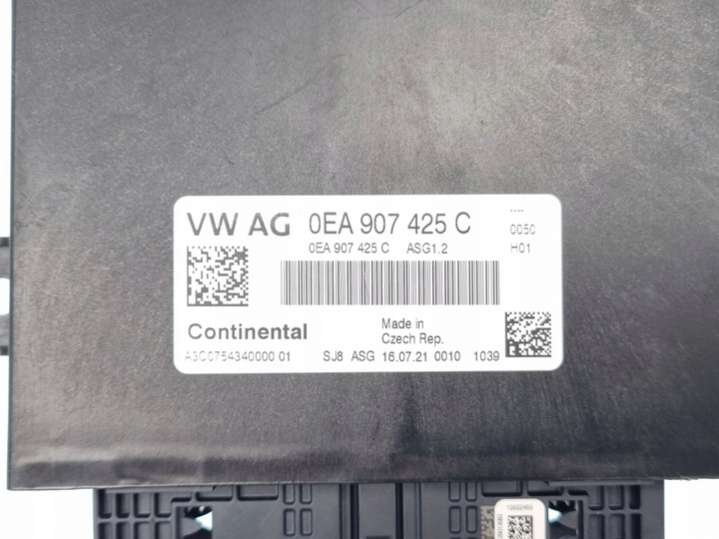 VW AG 0EA 907 425 C
0EA 907 425 C ASG1.2
0050
H01
Continental
Made in
Czech Rep.
A3C0754340000 01 SJ8 ASG 16.07.21 0010 1039